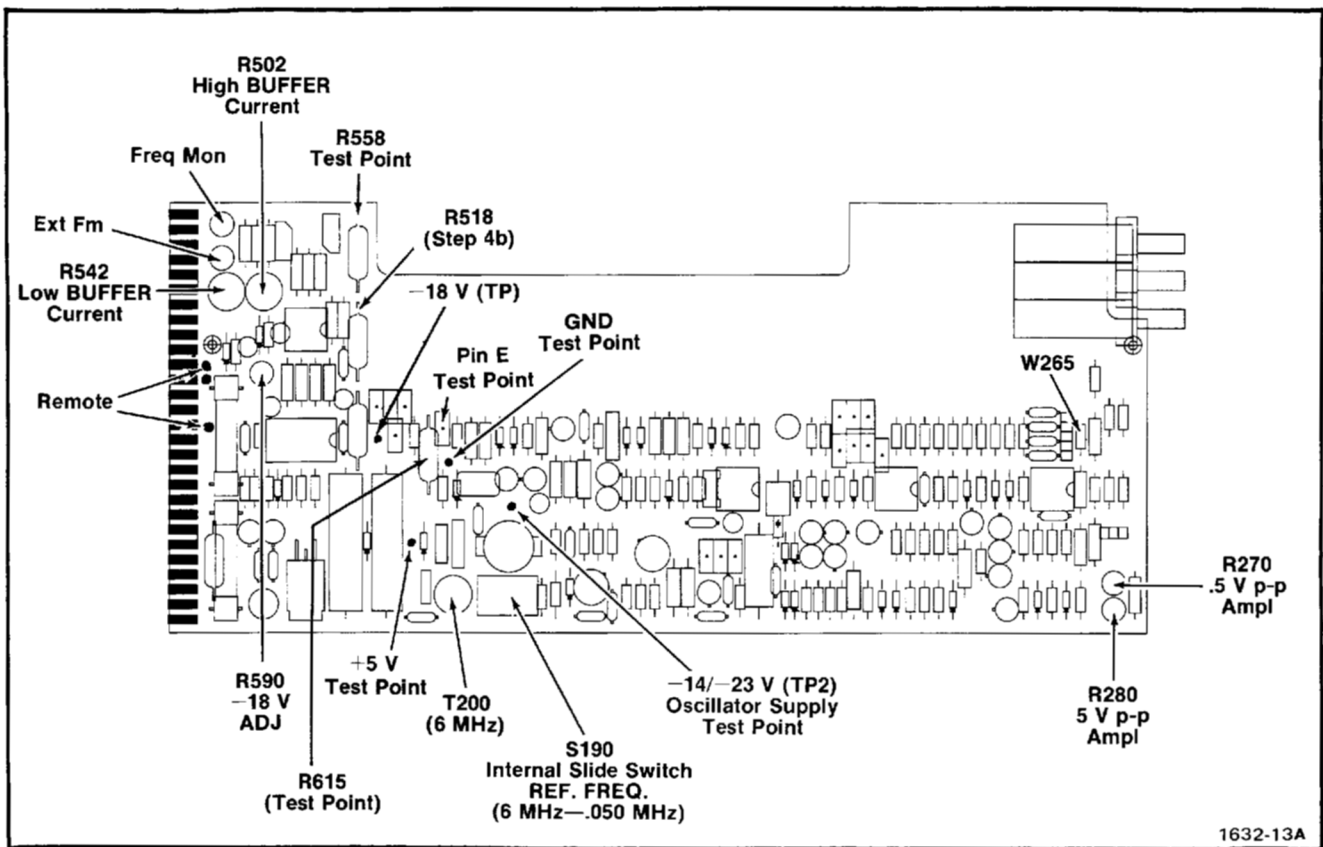 R502
High BUFFER
Current
R558
Test Point
Freq Mon
Ext Fm
R518
(Step 4b)
R542
Low BUFFER
Current
−18 V (TP)
GND
Test Point
Pin E
Test Point
W265
Remote
R270
.5 V p-p
Ampl
+5 V
Test Point
R590
−18 V
ADJ
T200
(6 MHz)
−14/−23 V (TP2)
Oscillator Supply
Test Point
R280
5 V p-p
Ampl
S190
Internal Slide Switch
REF. FREQ.
(6 MHz—.050 MHz)
R615
(Test Point)
1632-13A